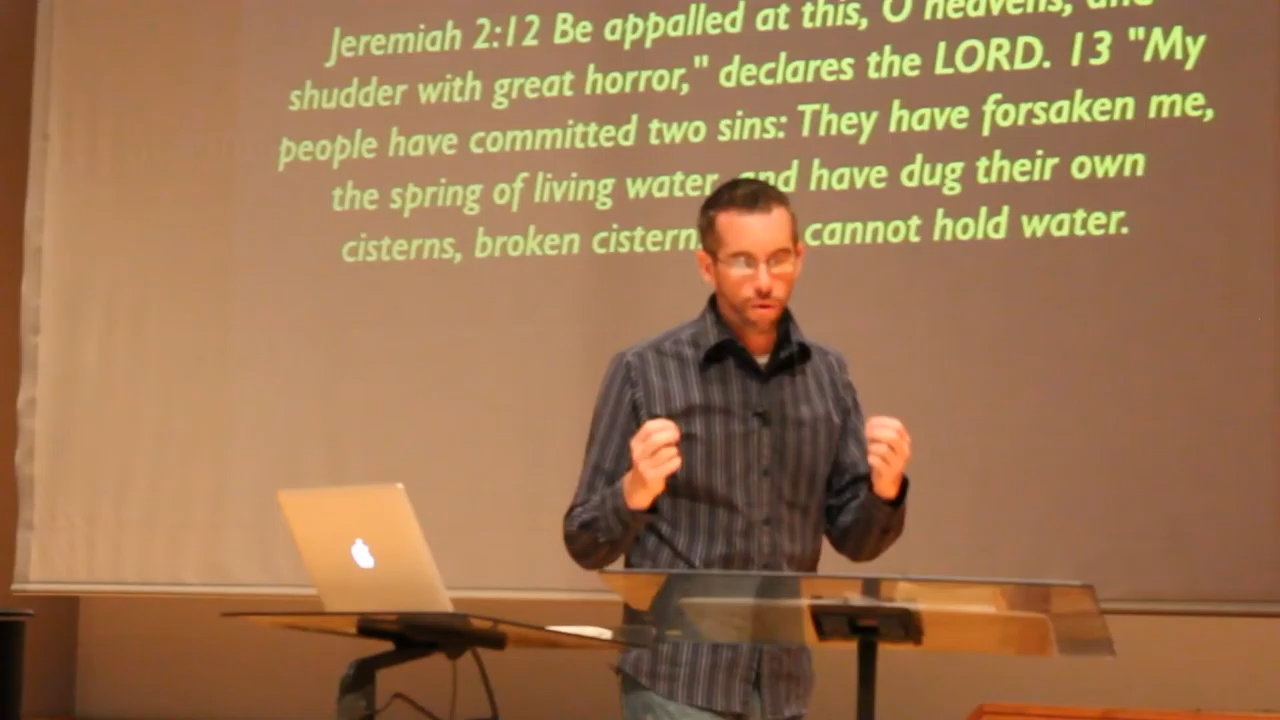 Jeremiah 2:12 Be appalled at this, O heavens, and
shudder with great horror," declares the LORD. 13 "My
people have committed two sins: They have forsaken me,
the spring of living water, and have dug their own
cisterns, broken cistern cannot hold water.